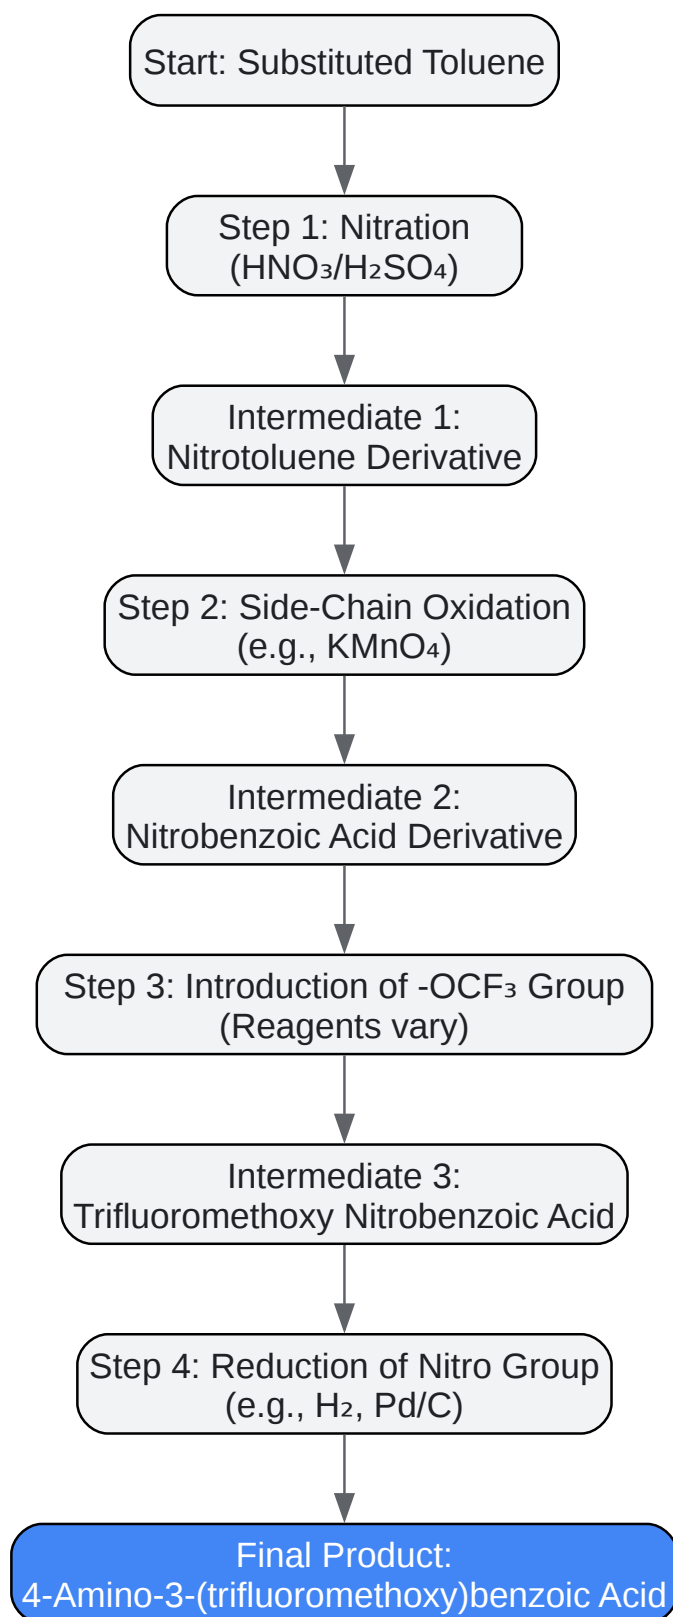 Start: Substituted Toluene
Step 1: Nitration
(HNO₃/H₂SO₄)
Intermediate 1:
Nitrotoluene Derivative
Step 2: Side-Chain Oxidation
(e.g., KMnO₄)
Intermediate 2:
Nitrobenzoic Acid Derivative
Step 3: Introduction of -OCF₃ Group
(Reagents vary)
Intermediate 3:
Trifluoromethoxy Nitrobenzoic Acid
Step 4: Reduction of Nitro Group
(e.g., H₂, Pd/C)
Final Product:
4-Amino-3-(trifluoromethoxy)benzoic Acid